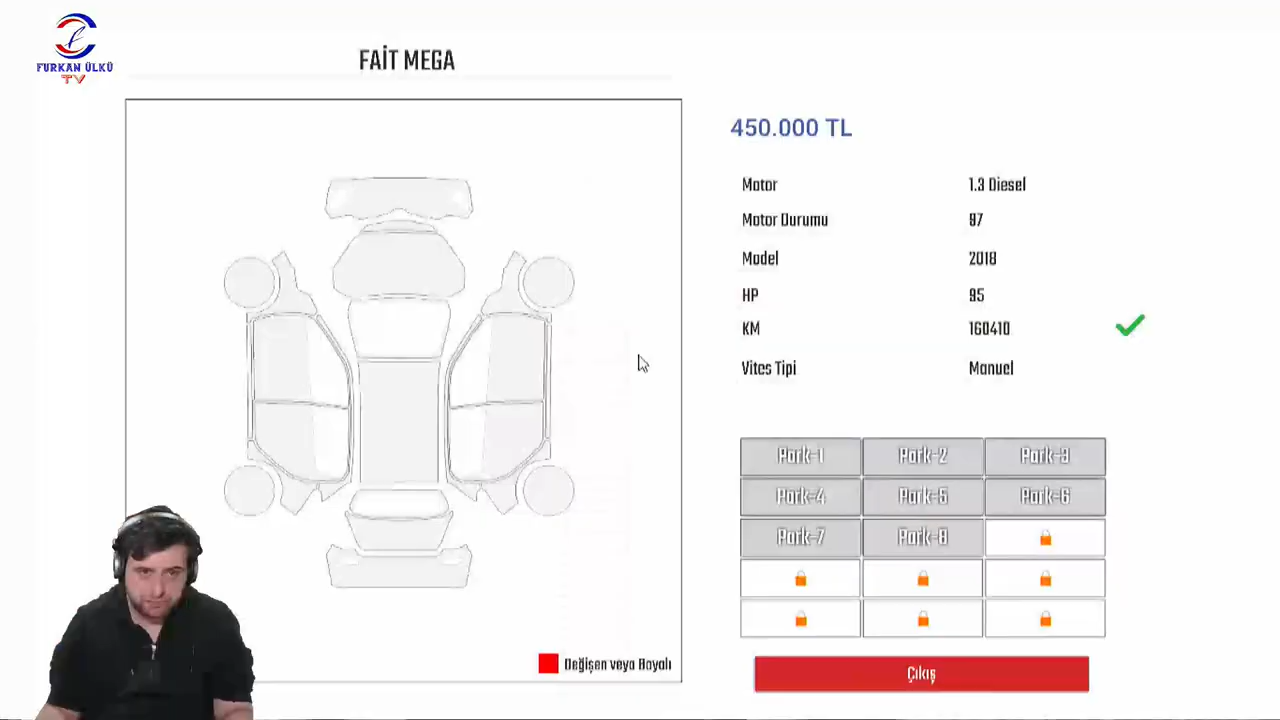 FURKAN ÜLKÜ
TV
FAİT MEGA
450.000 TL
Motor 1.3 Diesel
Motor Durumu 97
Model 2018
HP 95
KM 160410
Vites Tipi Manuel
Park-1 Park-2 Park-3
Park-4 Park-5 Park-6
Park-7 Park-8
Değişen veya Boyalı
Çıkış